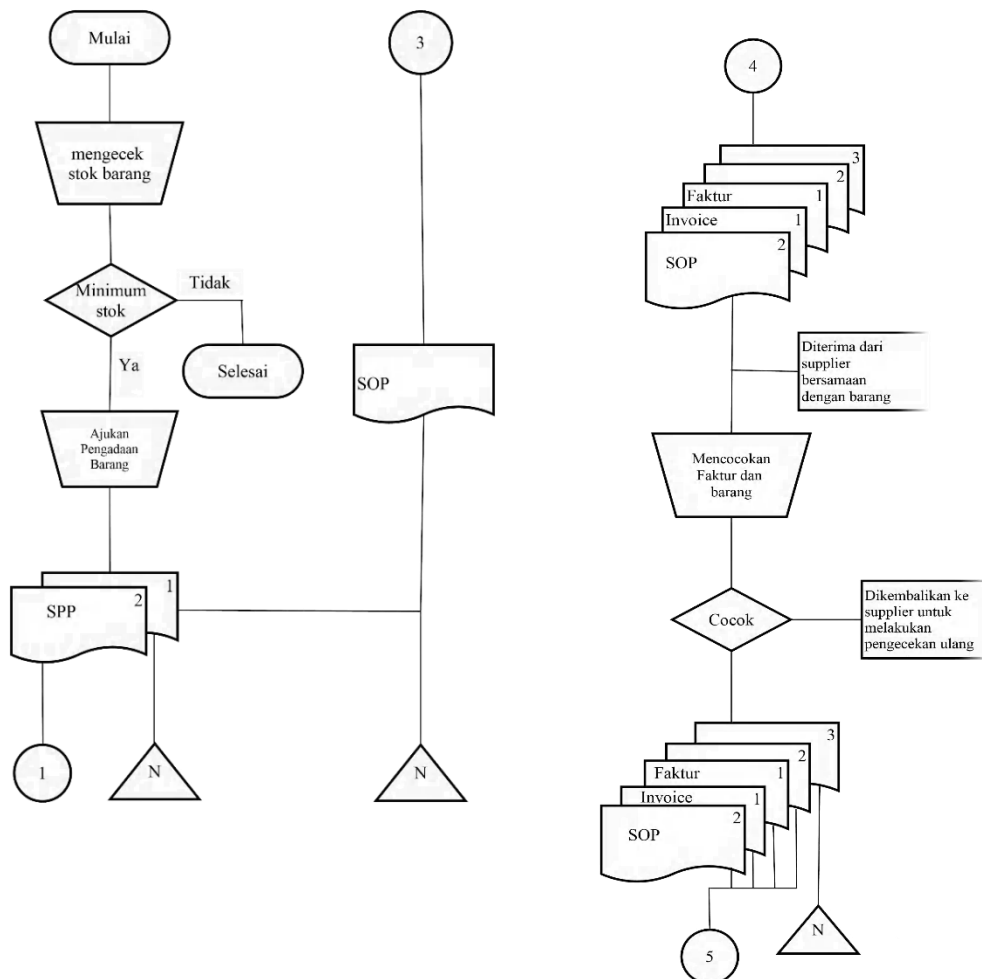 Mulai
mengecek
stok barang
Minimum
stok
Tidak
Selesai
Ya
Ajukan
Pengadaan
Barang
1
SPP
2
1
N
3
SOP
N
4
3
2
Faktur
1
Invoice
1
SOP
2
Diterima dari
supplier
bersamaan
dengan barang
Mencocokan
Faktur dan
barang
Cocok
Dikembalikan ke
supplier untuk
melakukan
pengecekan ulang
3
2
Faktur
1
Invoice
1
SOP
2
5
N